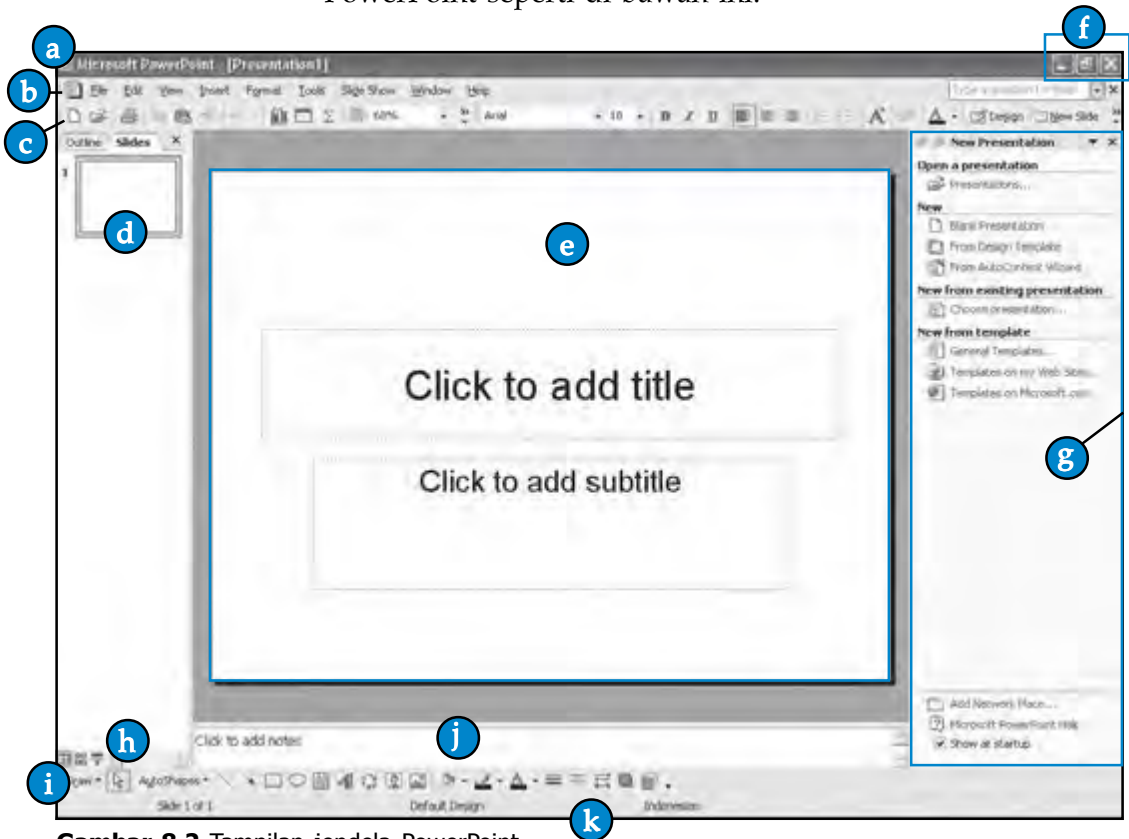 PowerPoint seperti di bawah ini.
a
f
Microsoft PowerPoint - [Presentation1]
b
File Edit View Insert Format Tools Slide Show Window Help
60% Arial 18 B I U A A Design New Slide
c
Outline Slides
New Presentation
1
Open a presentation
Presentations...
d
New
Blank Presentation
e
From Design Template
From AutoContent Wizard
New from existing presentation
Choose presentation...
New from template
General Templates...
Templates on my Web Sites...
Templates on Microsoft.com
Click to add title
g
Click to add subtitle
Add Network Place...
Microsoft PowerPoint Help
Show at startup
h
Click to add notes
j
i
AutoShapes
Slide 1 of 1 Default Design Indonesian
k
Gambar 8.2 Tampilan jendela PowerPoint